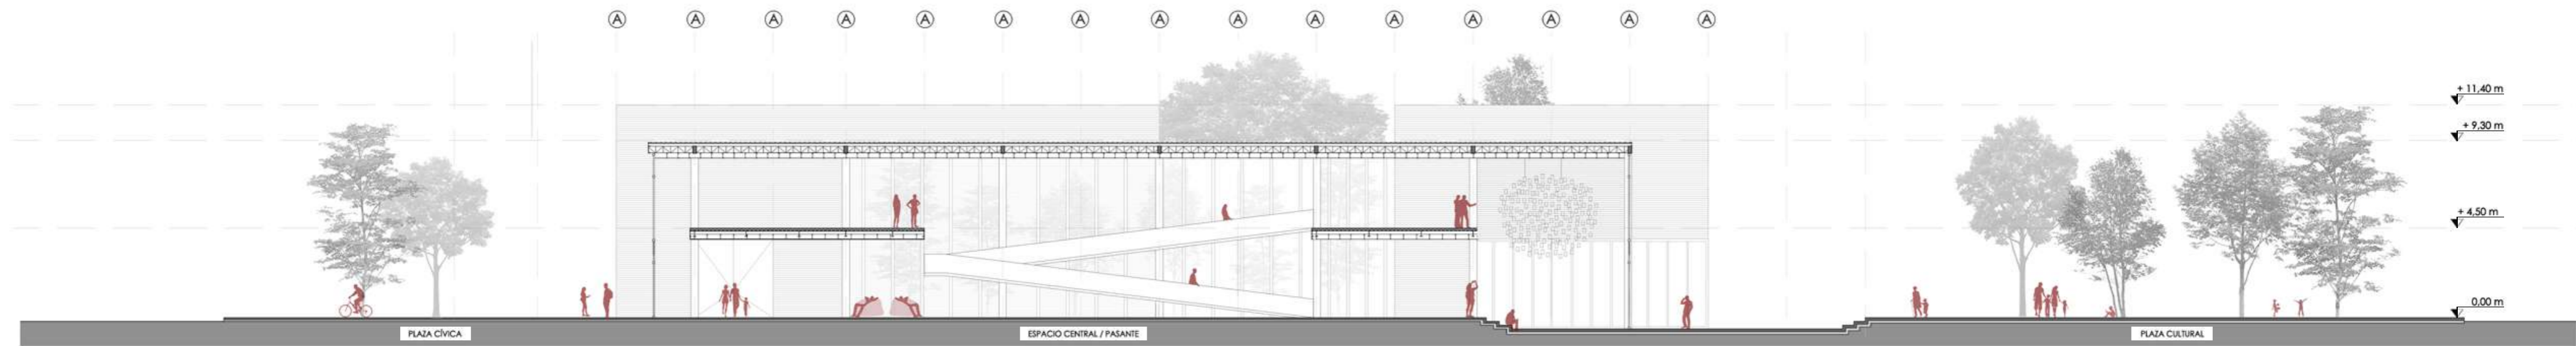 A A A A A A A A A A A A A A A
+ 11,40 m
+ 9,30 m
+ 4,50 m
0,00 m
PLAZA CÍVICA
ESPACIO CENTRAL / PASANTE
PLAZA CULTURAL